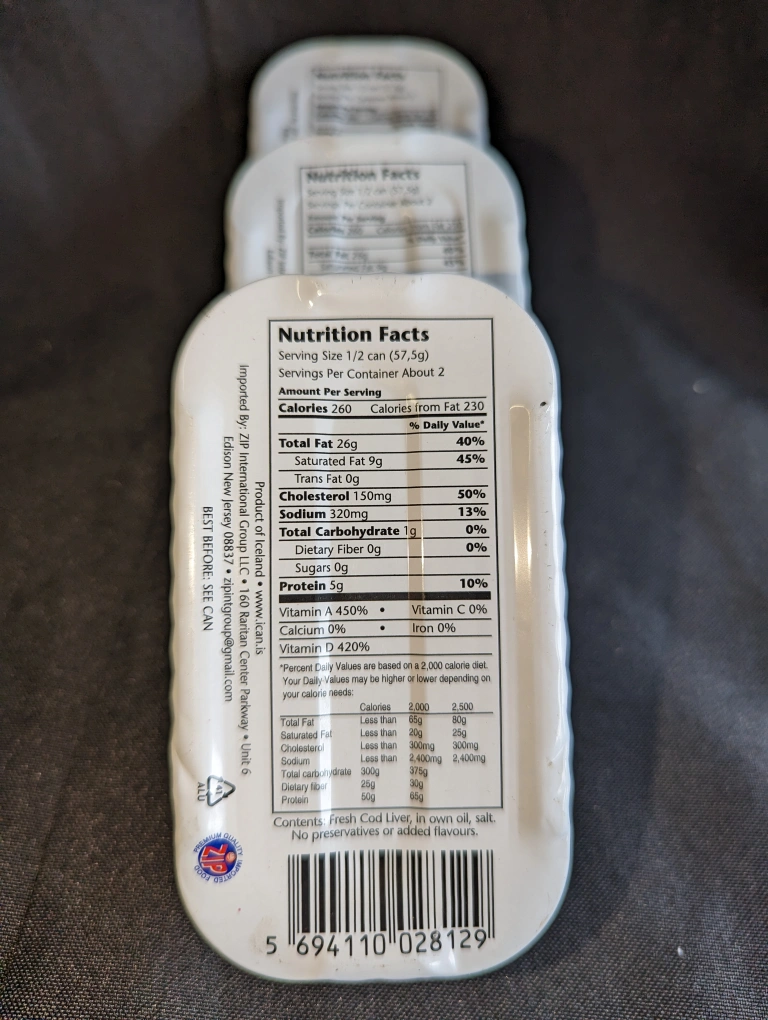 Nutrition Facts
Nutrition Facts
Nutrition Facts
Serving Size 1/2 can (57,5g)
Servings Per Container About 2
Amount Per Serving
Calories 260 Calories from Fat 230
% Daily Value*
Total Fat 26g 40%
Saturated Fat 9g 45%
Trans Fat 0g
Cholesterol 150mg 50%
Sodium 320mg 13%
Total Carbohydrate 1g 0%
Dietary Fiber 0g 0%
Sugars 0g
Protein 5g 10%
Vitamin A 450% • Vitamin C 0%
Calcium 0% • Iron 0%
Vitamin D 420%
*Percent Daily Values are based on a 2,000 calorie diet.
Your Daily Values may be higher or lower depending on
your calorie needs:
Calories 2,000 2,500
Total Fat Less than 65g 80g
Saturated Fat Less than 20g 25g
Cholesterol Less than 300mg 300mg
Sodium Less than 2,400mg 2,400mg
Total carbohydrate 300g 375g
Dietary fiber 25g 30g
Protein 50g 65g
Contents: Fresh Cod Liver, in own oil, salt.
No preservatives or added flavours.
5 694110 028129
Product of Iceland • www.ican.is
Imported By: ZIP International Group LLC • 160 Raritan Center Parkway • Unit 6
Edison New Jersey 08837 • zipintgroup@gmail.com
BEST BEFORE: SEE CAN
41
ALU
PREMIUM QUALITY
ZIP
IMPORTED FOOD